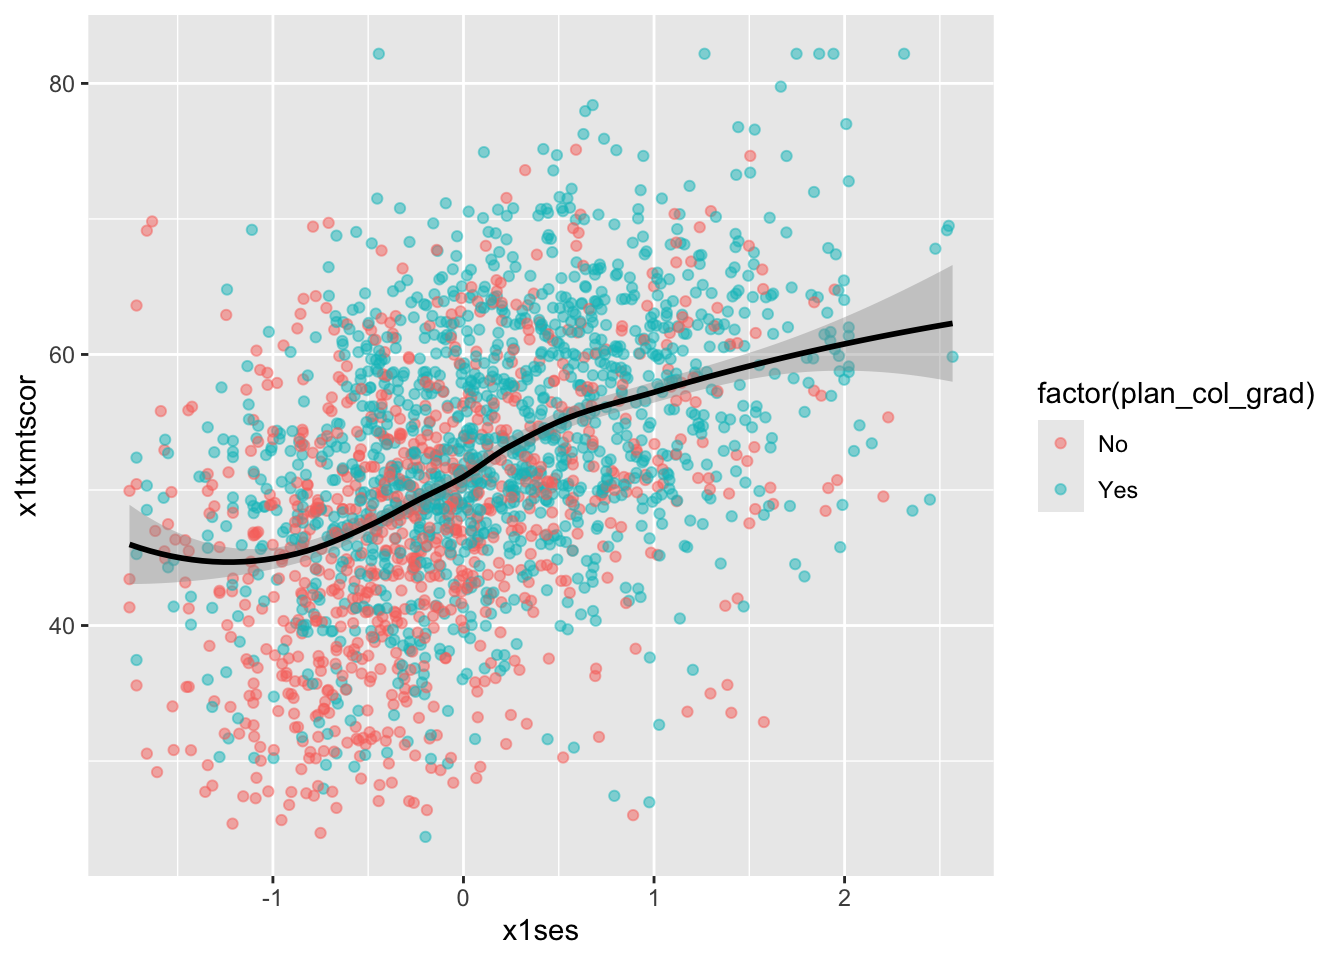 80
60
40
x1txmtscor
-1
0
1
2
x1ses
factor(plan_col_grad)
No
Yes